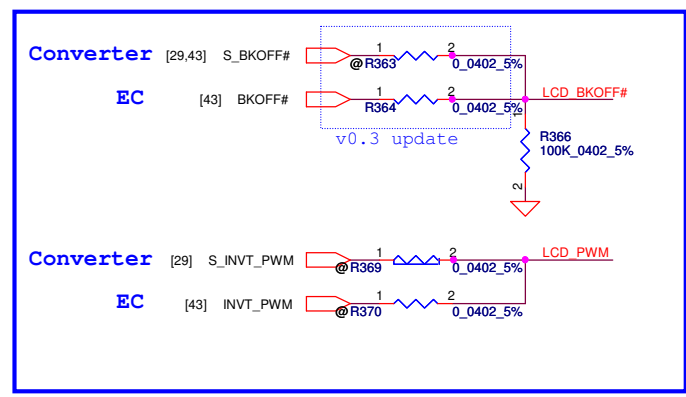 Converter [29,43] S_BKOFF# 1 2
@ R363 0_0402_5%
EC [43] BKOFF# 1 2 LCD_BKOFF#
R364 0_0402_5% 1
v0.3 update R366
100K_0402_5%
2
Converter [29] S_INVT_PWM 1 2 LCD_PWM
@ R369 0_0402_5%
EC [43] INVT_PWM 1 2
@ R370 0_0402_5%